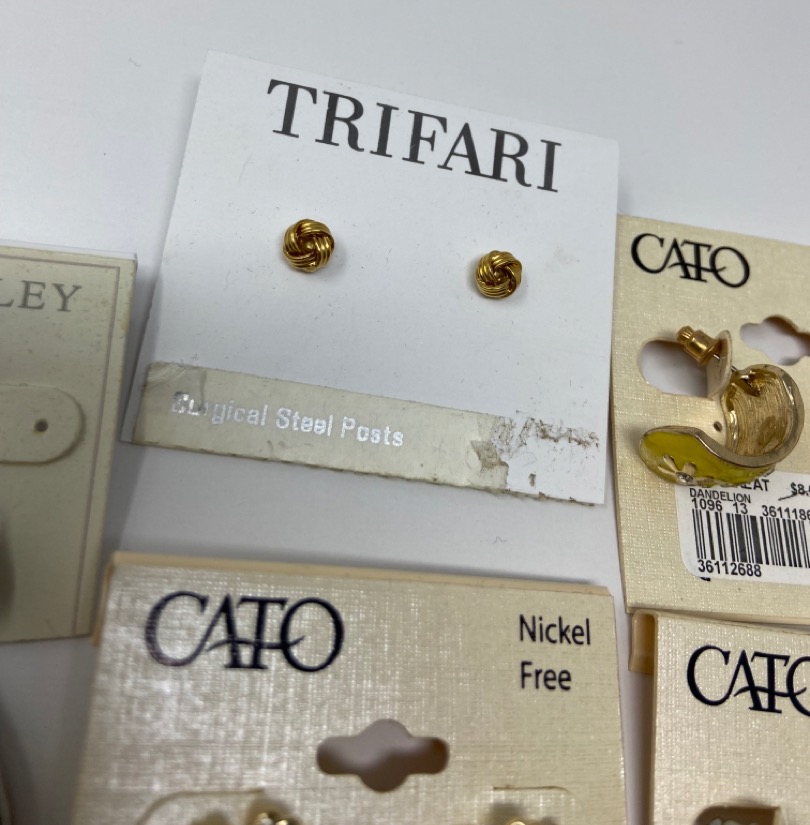 TRIFARI
Surgical Steel Posts
LEY
CATO
DANDELION
1096 13
36112688
CATO
Nickel
Free
CATO